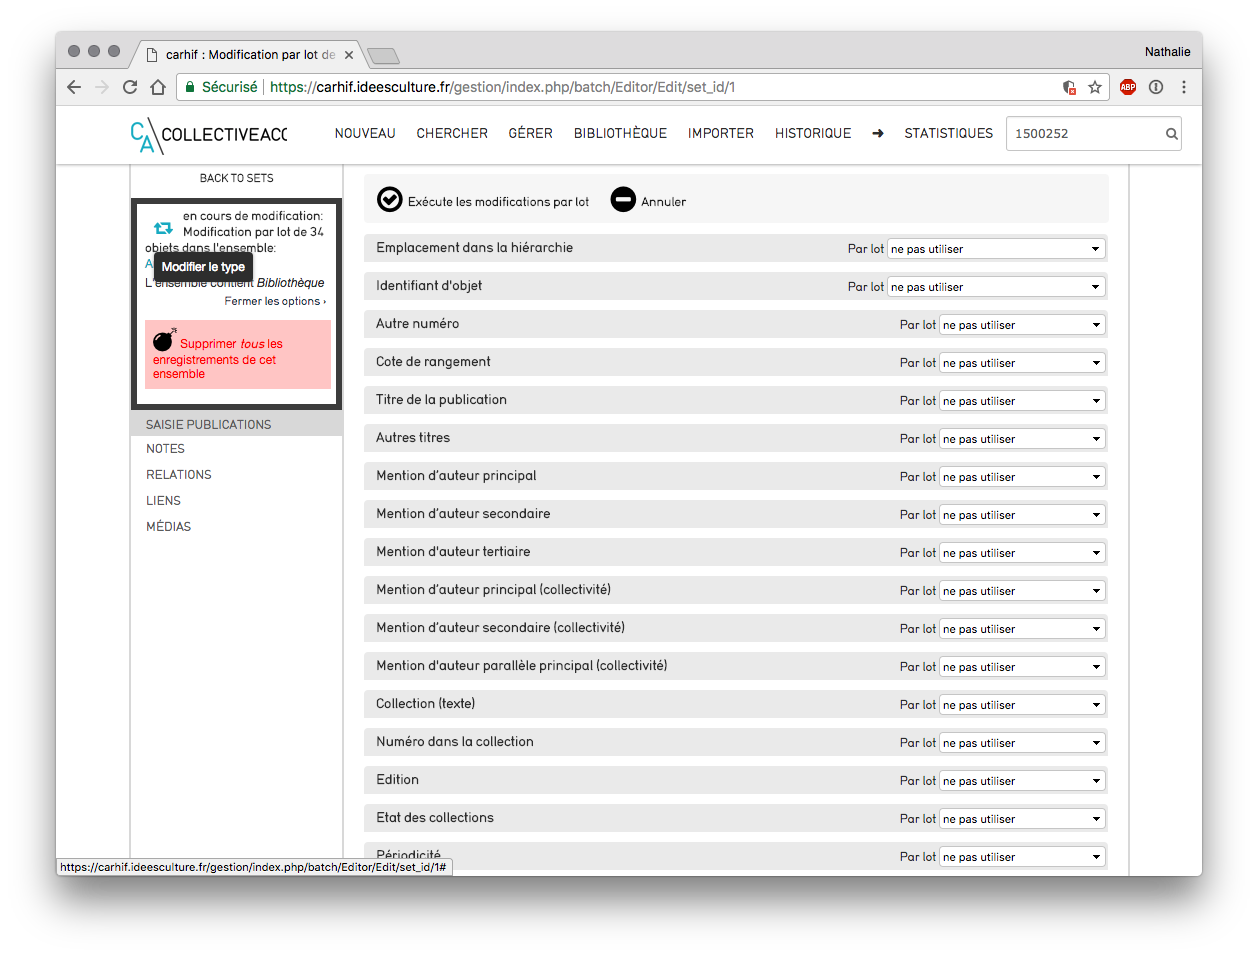 carhif : Modification par lot de
Nathalie
Sécurisé https://carhif.ideesculture.fr/gestion/index.php/batch/Editor/Edit/set_id/1
ABP
CA COLLECTIVEACC
NOUVEAU CHERCHER GÉRER BIBLIOTHÈQUE IMPORTER HISTORIQUE ➔ STATISTIQUES 1500252
BACK TO SETS
en cours de modification:
Modification par lot de 34
objets dans l'ensemble:
A
Modifier le type
L'ensemble contient Bibliothèque
Fermer les options ›
Supprimer tous les
enregistrements de cet
ensemble
SAISIE PUBLICATIONS
NOTES
RELATIONS
LIENS
MÉDIAS
Exécute les modifications par lot Annuler
Emplacement dans la hiérarchie Par lot ne pas utiliser
Identifiant d'objet Par lot ne pas utiliser
Autre numéro Par lot ne pas utiliser
Cote de rangement Par lot ne pas utiliser
Titre de la publication Par lot ne pas utiliser
Autres titres Par lot ne pas utiliser
Mention d'auteur principal Par lot ne pas utiliser
Mention d'auteur secondaire Par lot ne pas utiliser
Mention d'auteur tertiaire Par lot ne pas utiliser
Mention d'auteur principal (collectivité) Par lot ne pas utiliser
Mention d'auteur secondaire (collectivité) Par lot ne pas utiliser
Mention d'auteur parallèle principal (collectivité) Par lot ne pas utiliser
Collection (texte) Par lot ne pas utiliser
Numéro dans la collection Par lot ne pas utiliser
Edition Par lot ne pas utiliser
Etat des collections Par lot ne pas utiliser
Périodicité Par lot ne pas utiliser
https://carhif.ideesculture.fr/gestion/index.php/batch/Editor/Edit/set_id/1#